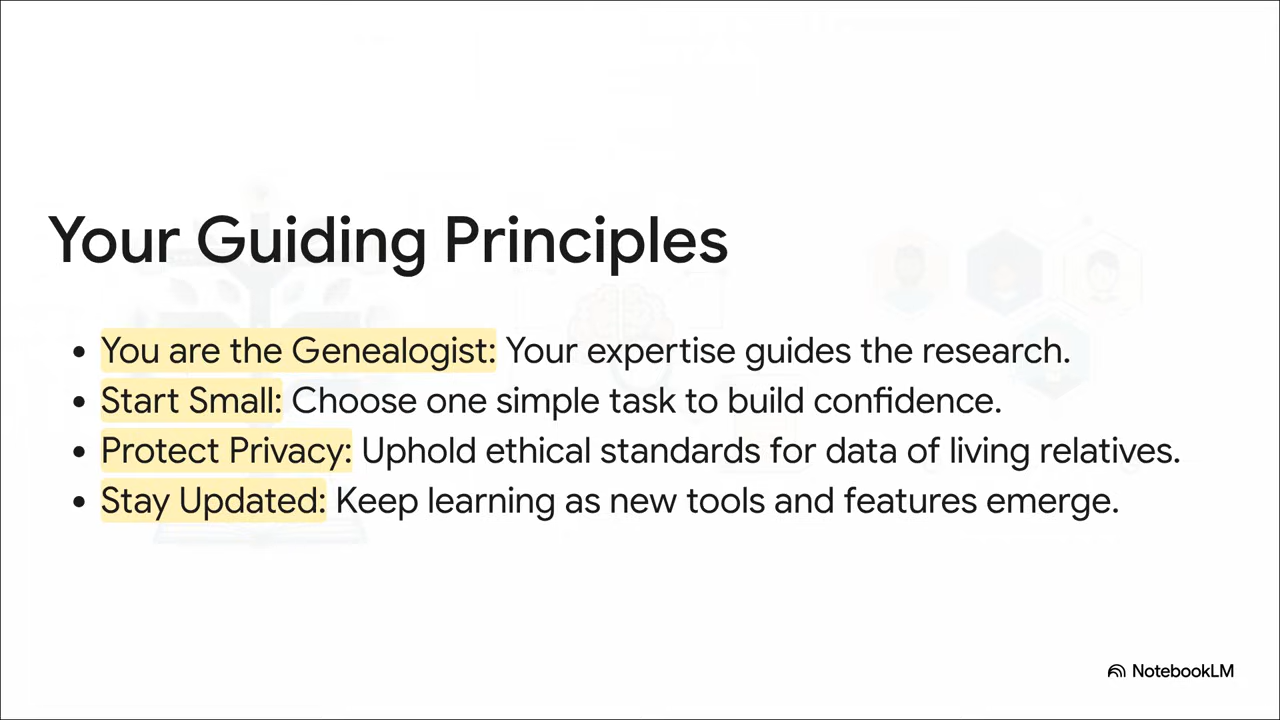 Your Guiding Principles
• You are the Genealogist: Your expertise guides the research.
• Start Small: Choose one simple task to build confidence.
• Protect Privacy: Uphold ethical standards for data of living relatives.
• Stay Updated: Keep learning as new tools and features emerge.
NotebookLM